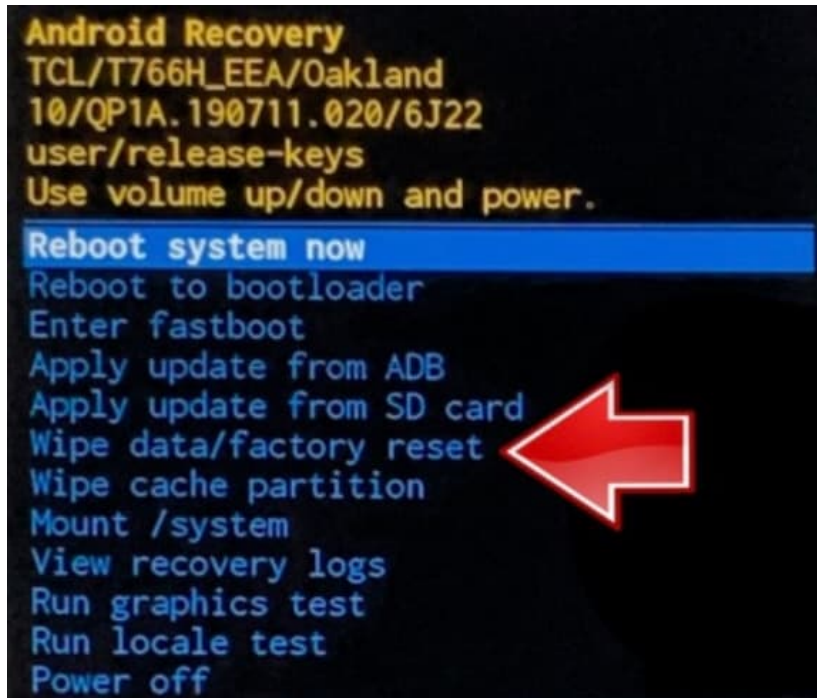 Android Recovery
TCL/T766H_EEA/Oakland
10/QP1A.190711.020/6J22
user/release-keys
Use volume up/down and power.
Reboot system now
Reboot to bootloader
Enter fastboot
Apply update from ADB
Apply update from SD card
Wipe data/factory reset
Wipe cache partition
Mount /system
View recovery logs
Run graphics test
Run locale test
Power off